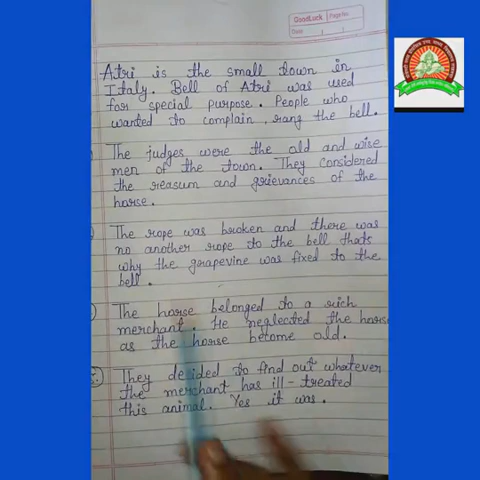 GoodLuck Page No.
Date
Atri is the small town in
Italy. Bell of Atri was used
for special purpose. People who
wanted to complain, rang the bell.
The judges were the old and wise
men of the town. They considered
the reasum and grievances of the
horse.
The rope was broken and there was
no another rope to the bell thats
why the grapevine was fixed to the
bell.
The horse belonged to a rich
merchant. He neglected the horse
as the horse become old.
They decided to find out whatever
the merchant has ill-treated
this animal. Yes it was.